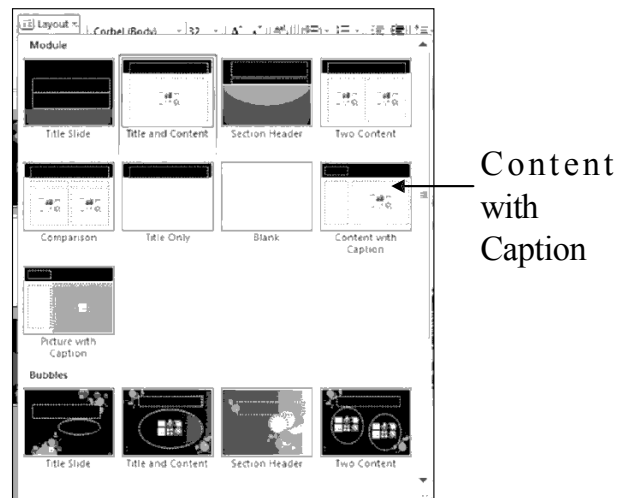 Layout
Corbel (Body) 32
Module
Title Slide Title and Content Section Header Two Content
Comparison Title Only Blank Content with Caption
Picture with Caption
Bubbles
Title Slide Title and Content Section Header Two Content
Content
with
Caption